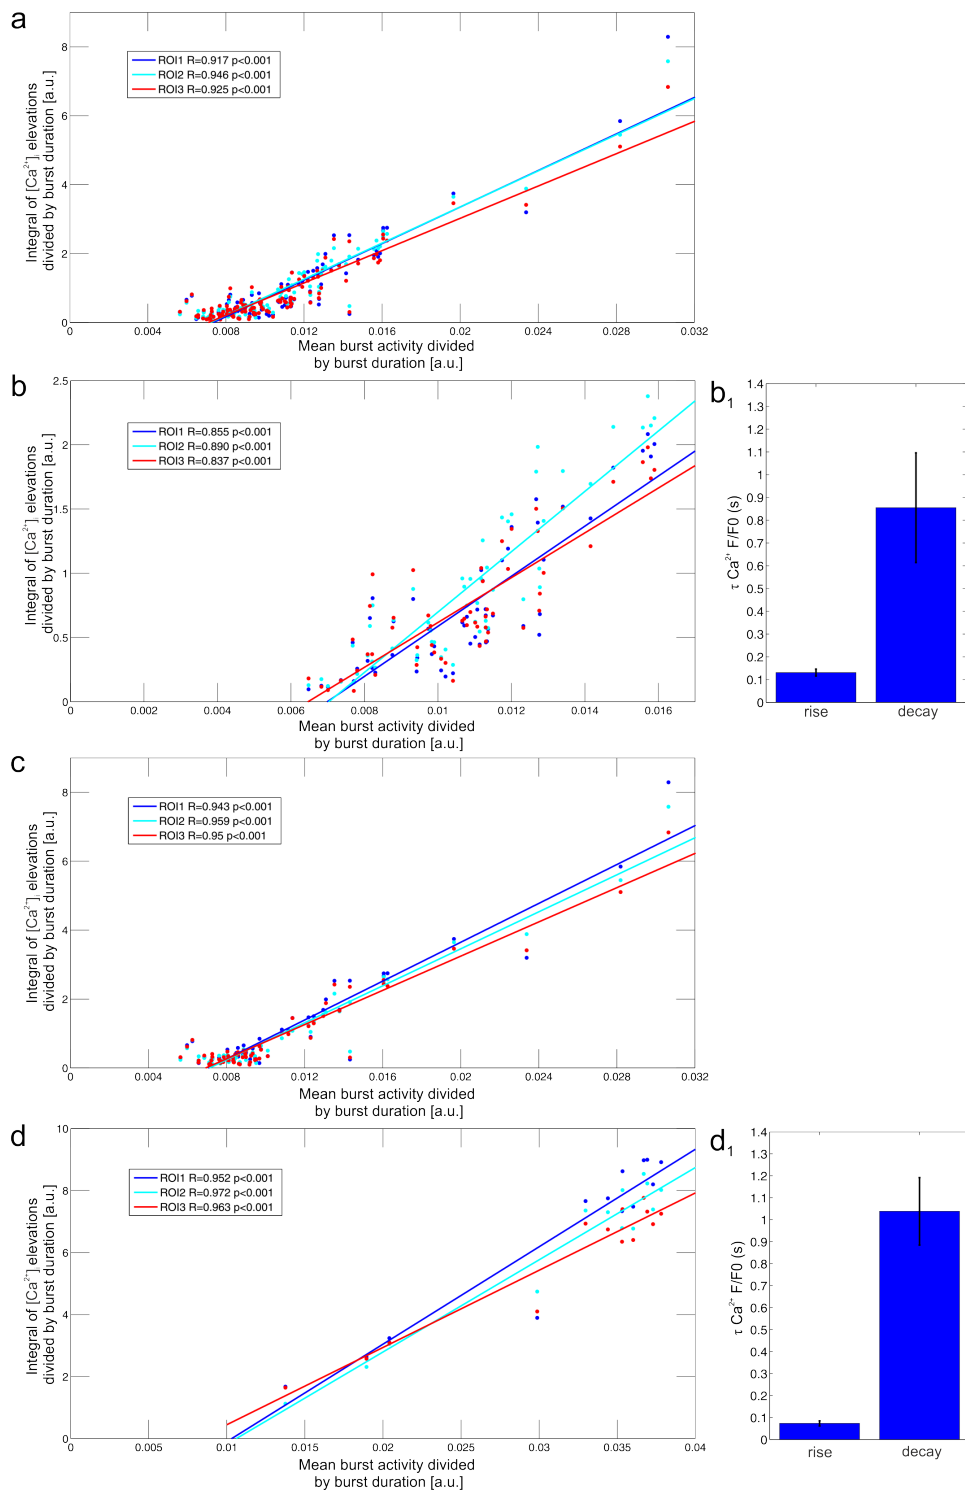 a
8
6
4
2
0
ROI1 R=0.917 p<0.001
ROI2 R=0.946 p<0.001
ROI3 R=0.925 p<0.001
Integral of [Ca²⁺]ᵢ elevations
divided by burst duration [a.u.]
0 0.004 0.008 0.012 0.016 0.02 0.024 0.028 0.032
Mean burst activity divided
by burst duration [a.u.]
b
2.5
2
1.5
1
0.5
0
ROI1 R=0.855 p<0.001
ROI2 R=0.890 p<0.001
ROI3 R=0.837 p<0.001
Integral of [Ca²⁺]ᵢ elevations
divided by burst duration [a.u.]
0 0.002 0.004 0.006 0.008 0.01 0.012 0.014 0.016
Mean burst activity divided
by burst duration [a.u.]
b1
1.4
1.3
1.2
1.1
1
0.9
0.8
0.7
0.6
0.5
0.4
0.3
0.2
0.1
0
τ Ca²⁺ F/F0 (s)
rise decay
c
8
6
4
2
0
ROI1 R=0.943 p<0.001
ROI2 R=0.959 p<0.001
ROI3 R=0.95 p<0.001
Integral of [Ca²⁺]ᵢ elevations
divided by burst duration [a.u.]
0 0.004 0.008 0.012 0.016 0.02 0.024 0.028 0.032
Mean burst activity divided
by burst duration [a.u.]
d
10
8
6
4
2
0
ROI1 R=0.952 p<0.001
ROI2 R=0.972 p<0.001
ROI3 R=0.963 p<0.001
Integral of [Ca²⁺]ᵢ elevations
divided by burst duration [a.u.]
0 0.005 0.01 0.015 0.02 0.025 0.03 0.035 0.04
Mean burst activity divided
by burst duration [a.u.]
d1
1.4
1.3
1.2
1.1
1
0.9
0.8
0.7
0.6
0.5
0.4
0.3
0.2
0.1
0
τ Ca²⁺ F/F0 (s)
rise decay